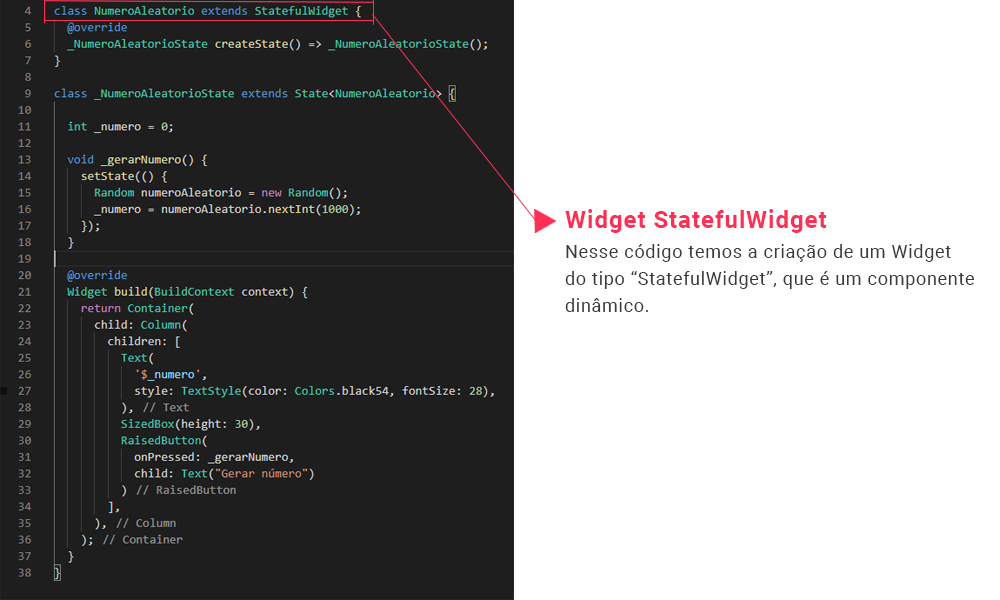 4 class NumeroAleatorio extends StatefulWidget {
5 @override
6 _NumeroAleatorioState createState() => _NumeroAleatorioState();
7 }
8
9 class _NumeroAleatorioState extends State<NumeroAleatorio> {
10
11 int _numero = 0;
12
13 void _gerarNumero() {
14 setState(() {
15 Random numeroAleatorio = new Random();
16 _numero = numeroAleatorio.nextInt(1000);
17 });
18 }
19
20 @override
21 Widget build(BuildContext context) {
22 return Container(
23 child: Column(
24 children: [
25 Text(
26 '$_numero',
27 style: TextStyle(color: Colors.black54, fontSize: 28),
28 ), // Text
29 SizedBox(height: 30),
30 RaisedButton(
31 onPressed: _gerarNumero,
32 child: Text("Gerar número")
33 ) // RaisedButton
34 ],
35 ), // Column
36 ); // Container
37 }
38 }
Widget StatefulWidget
Nesse código temos a criação de um Widget
do tipo “StatefulWidget”, que é um componente
dinâmico.